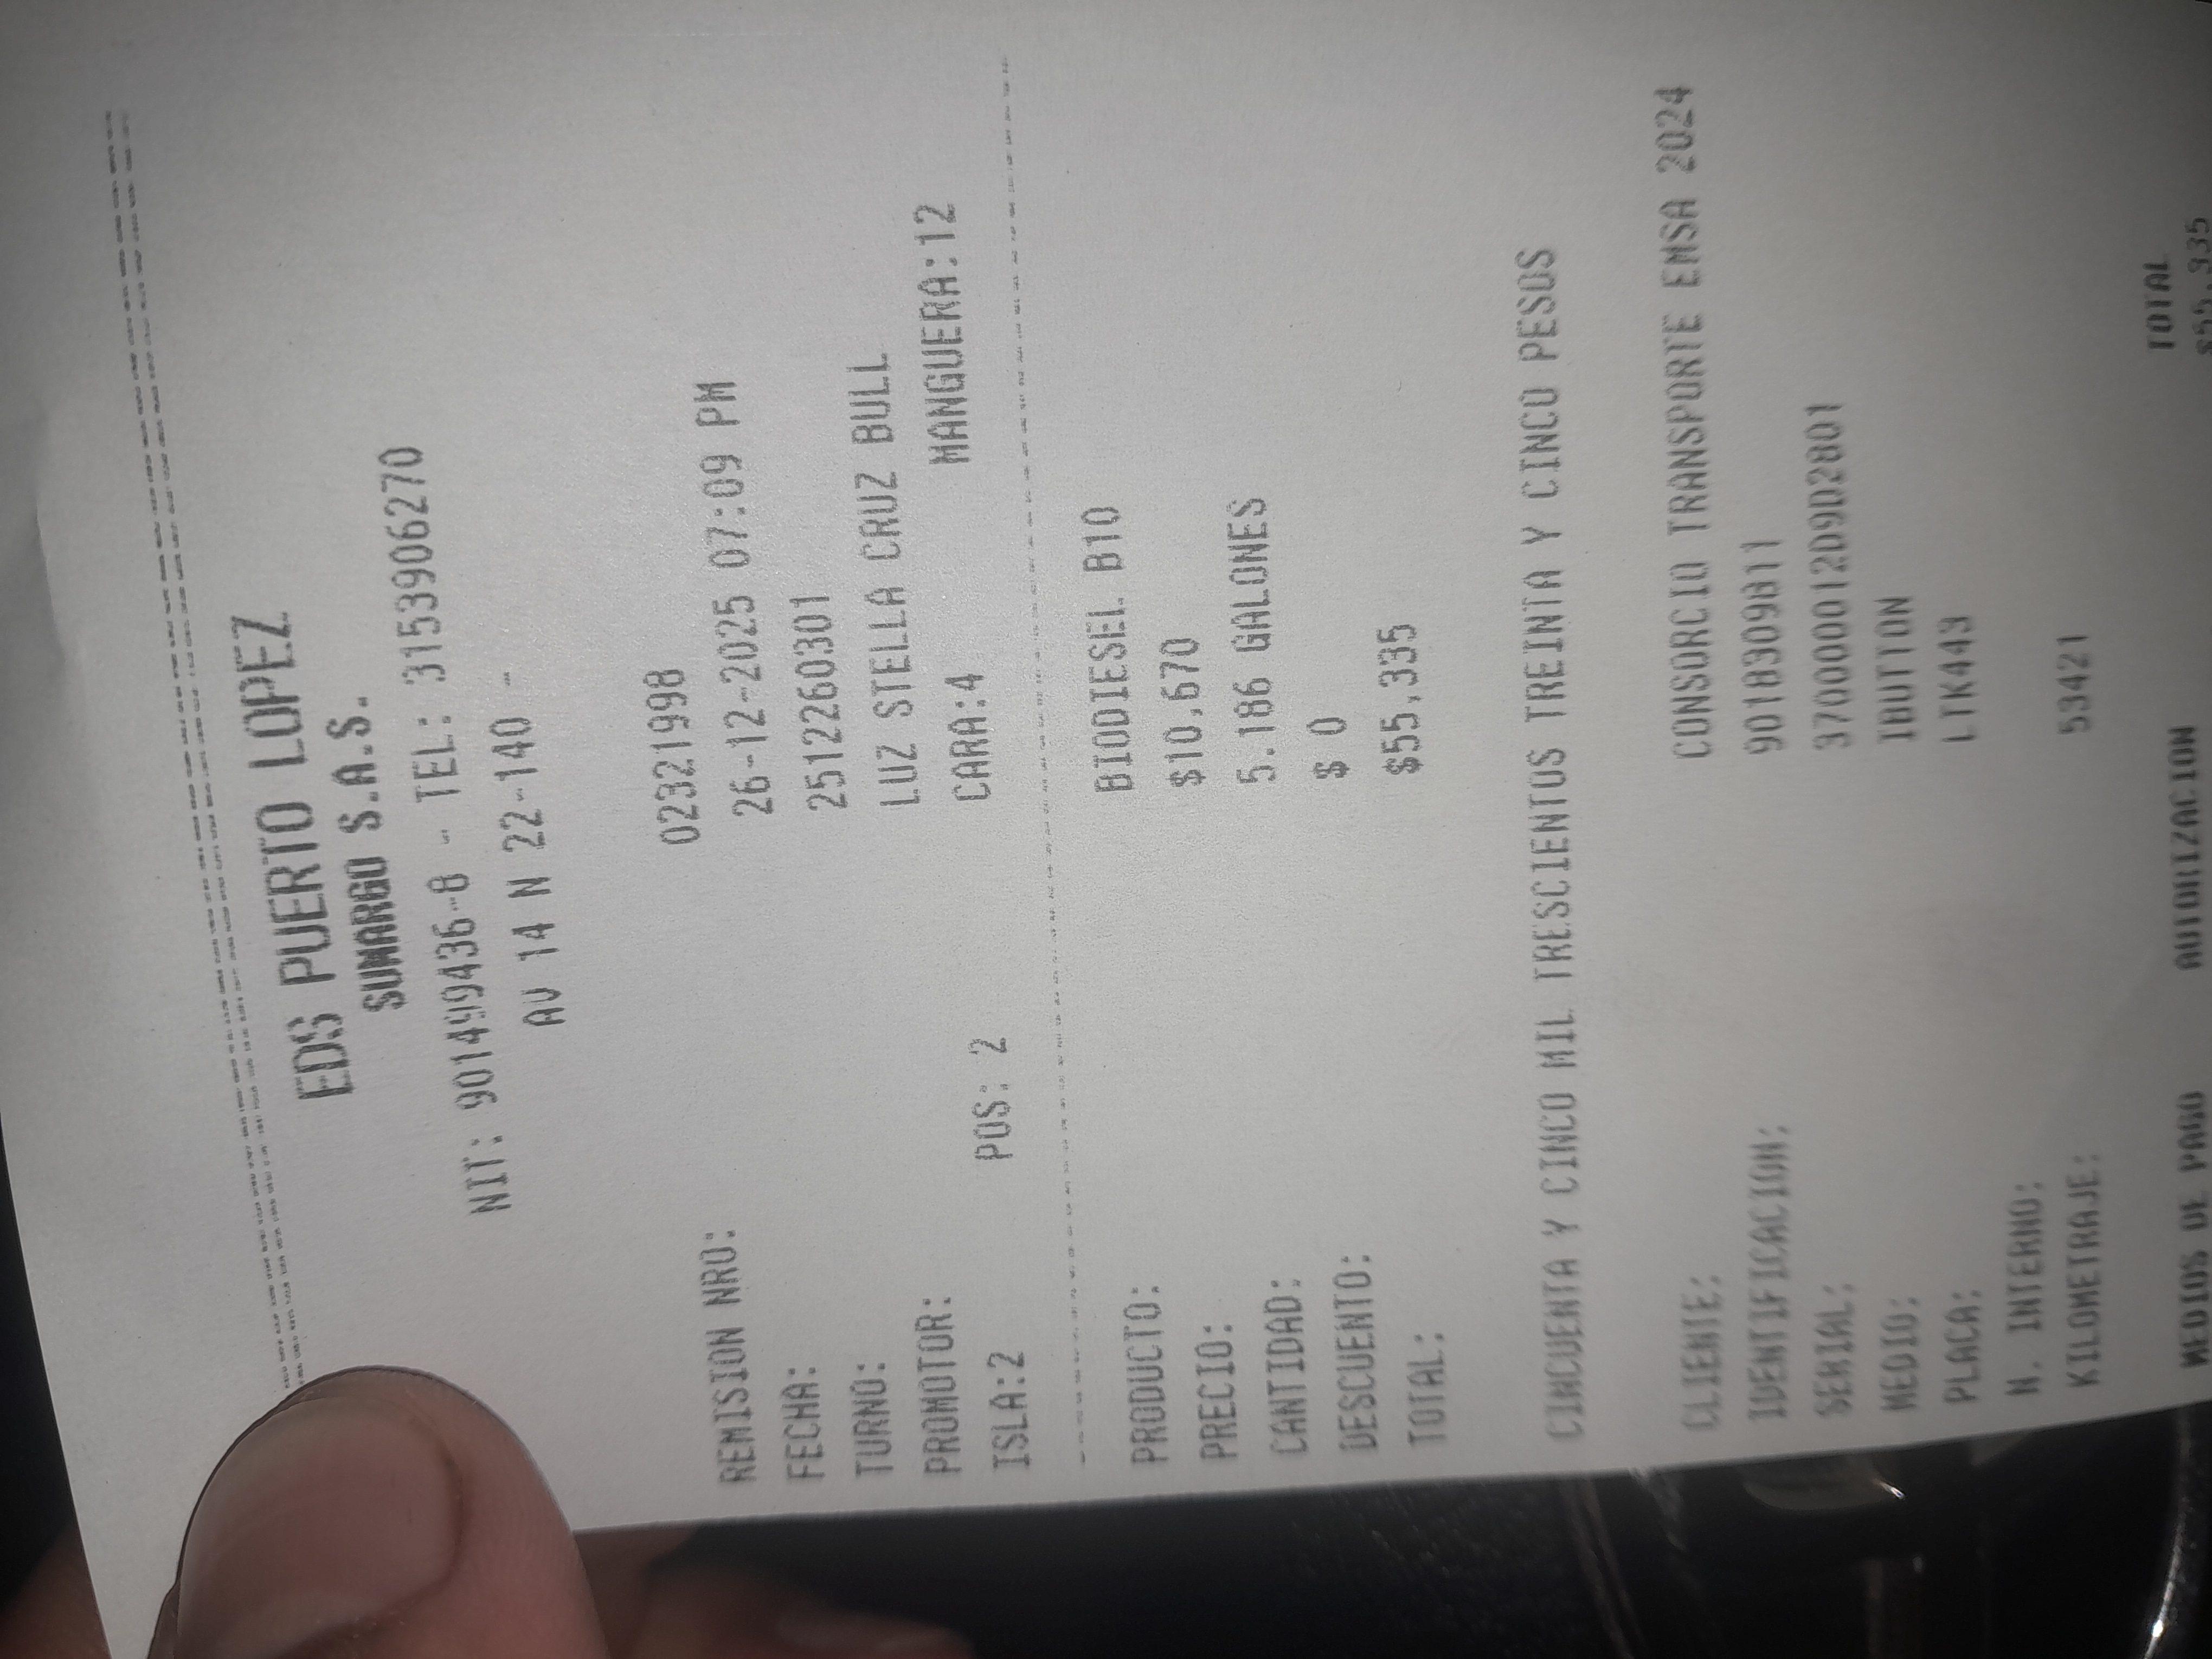 EDS PUERTO LOPEZ
SUMARGO S.A.S.
NIT: 901499436-8 - TEL: 3153906270
AV 14 N 22-140 -
REMISION NRO: 02321998
FECHA: 26-12-2025 07:09 PM
TURNO: 2512260301
PROMOTOR: LUZ STELLA CRUZ BULL
ISLA:2 POS: 2 CARA:4 MANGUERA:12
PRODUCTO: BIODIESEL B10
PRECIO: $10,670
CANTIDAD: 5.186 GALONES
DESCUENTO: $ 0
TOTAL: $55,335
CINCUENTA Y CINCO MIL TRESCIENTOS TREINTA Y CINCO PESOS
CLIENTE: CONSORCIO TRANSPORTE EMSA 2024
IDENTIFICACION: 901830981
SERIAL: 370000012D9D2801
MEDIO: IBUTTON
PLACA: LTK443
N. INTERNO:
KILOMETRAJE: 53421
MEDIOS DE PAGO AUTORIZACION TOTAL